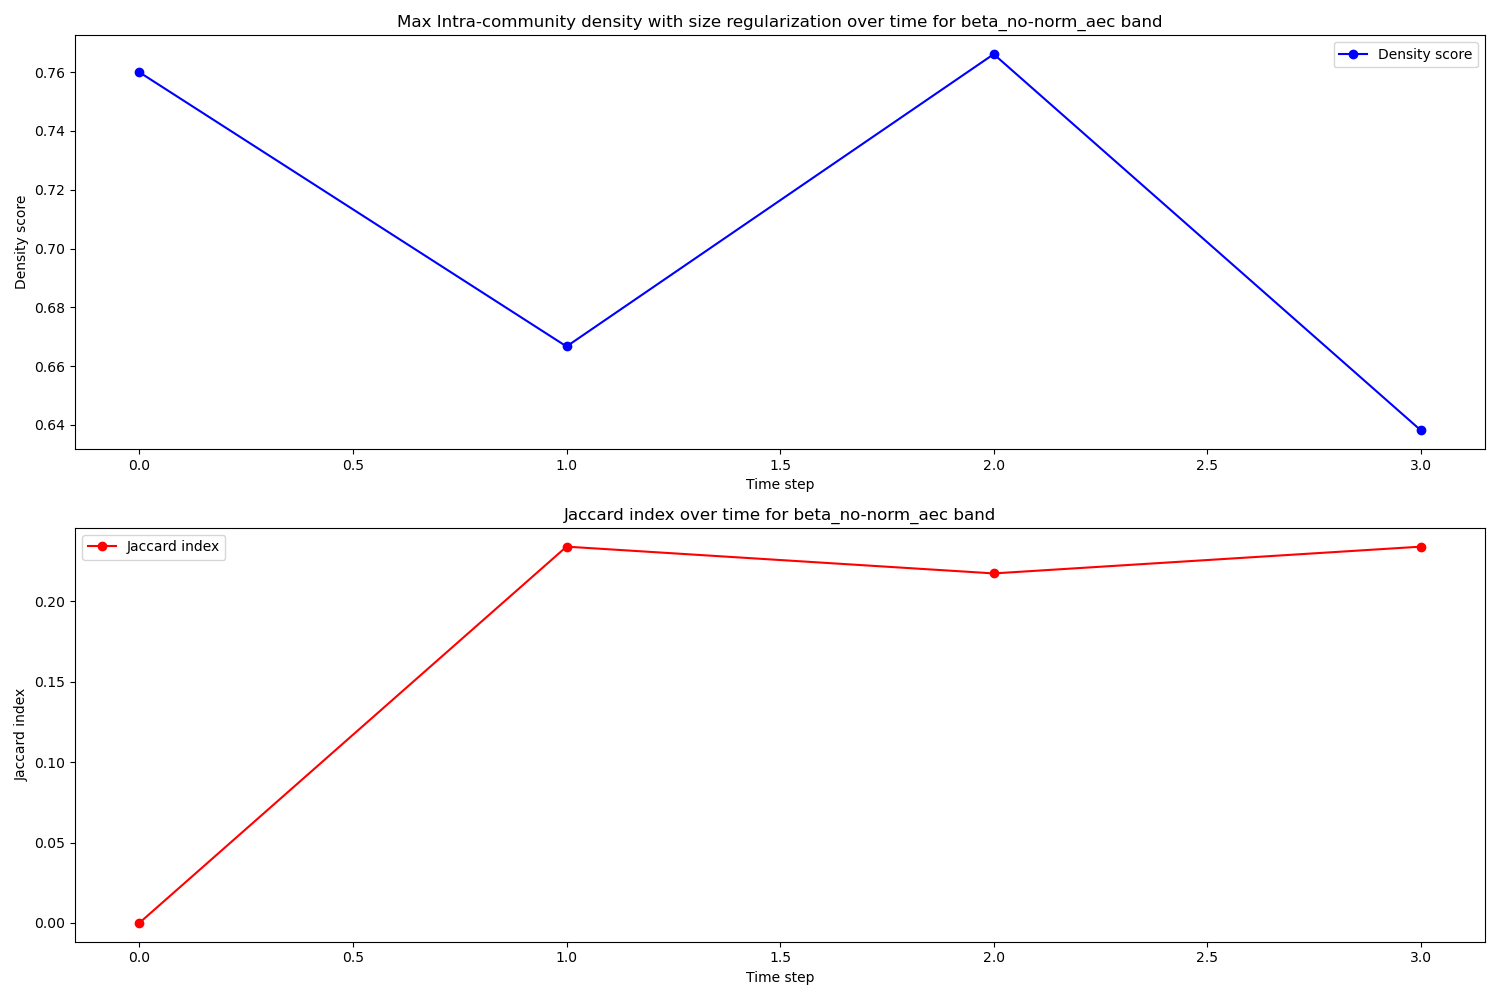 Max Intra-community density with size regularization over time for beta_no-norm_aec band
Density score
0.76
0.74
0.72
0.70
0.68
0.66
0.64
Density score
0.0 0.5 1.0 1.5 2.0 2.5 3.0
Time step
Jaccard index over time for beta_no-norm_aec band
Jaccard index
0.20
0.15
0.10
0.05
0.00
Jaccard index
0.0 0.5 1.0 1.5 2.0 2.5 3.0
Time step